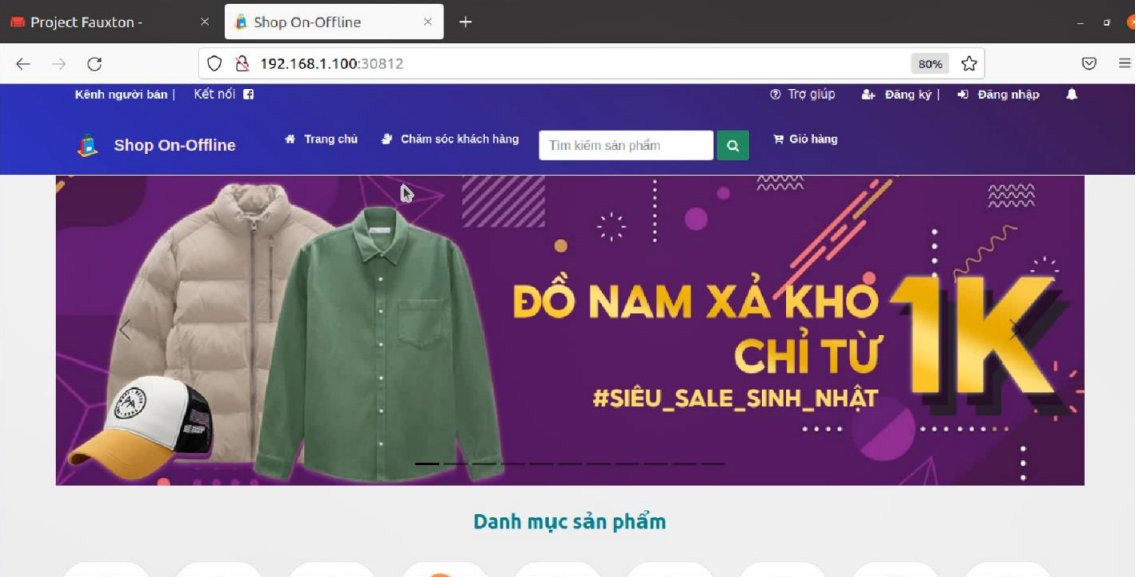 Project Fauxton -
Shop On-Offline
192.168.1.100:30812
80%
Kênh người bán |
Kết nối
Trợ giúp
Đăng ký |
Đăng nhập
Shop On-Offline
Trang chủ
Chăm sóc khách hàng
Tìm kiếm sản phẩm
Giỏ hàng
ĐỒ NAM XẢ KHO
CHỈ TỪ
1K
#SIÊU_SALE_SINH_NHẬT
Danh mục sản phẩm